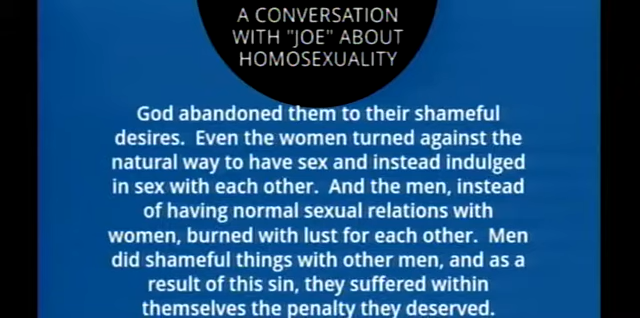 A CONVERSATION
WITH "JOE" ABOUT
HOMOSEXUALITY
God abandoned them to their shameful
desires.  Even the women turned against the
natural way to have sex and instead indulged
in sex with each other.  And the men, instead
of having normal sexual relations with
women, burned with lust for each other.  Men
did shameful things with other men, and as a
result of this sin, they suffered within
themselves the penalty they deserved.